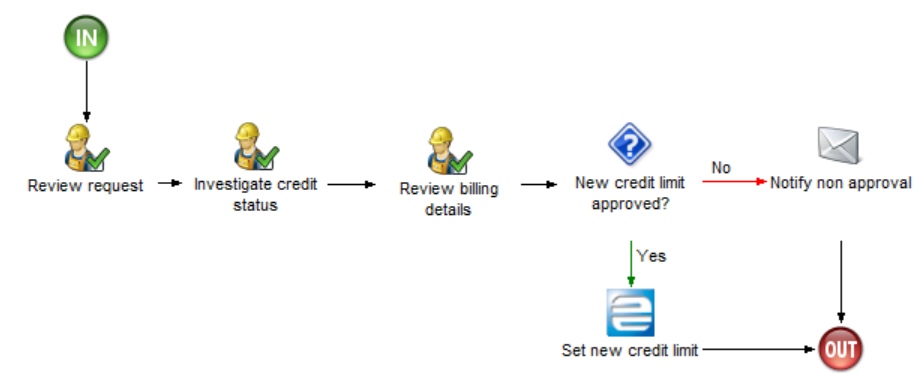 IN
Review request
Investigate credit
status
Review billing
details
New credit limit
approved?
No
Notify non approval
Yes
Set new credit limit
OUT